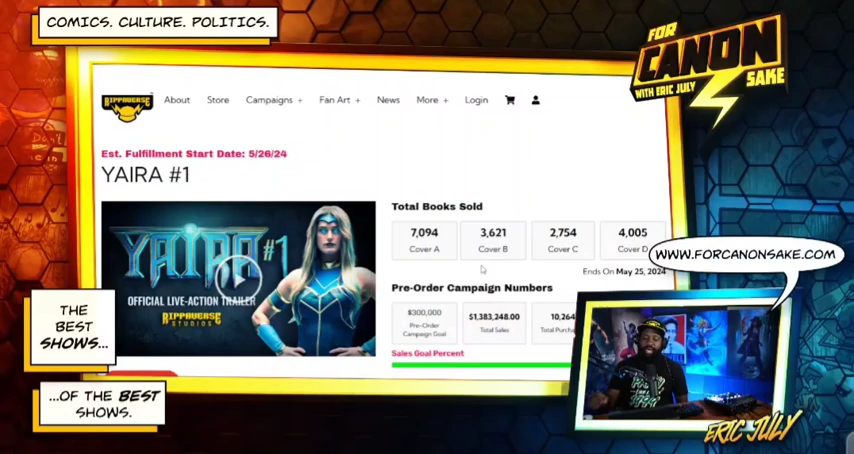 COMICS. CULTURE. POLITICS.
FOR
CANON
WITH ERIC JULY
SAKE
RIPPAVERSE
About
Store
Campaigns +
Fan Art +
News
More +
Login
Est. Fulfillment Start Date: 5/26/24
YAIRA #1
YAIRA #1
OFFICIAL LIVE-ACTION TRAILER
RIPPAVERSE
STUDIOS
Total Books Sold
7,094
Cover A
3,621
Cover B
2,754
Cover C
4,005
Cover D
Ends On May 25, 2024
Pre-Order Campaign Numbers
$300,000
Pre-Order
Campaign Goal
$1,383,248.00
Total Sales
10,264
Total
Sales Goal Percent
WWW.FORCANONSAKE.COM
THE
BEST
SHOWS...
...OF THE BEST
SHOWS.
ERIC JULY